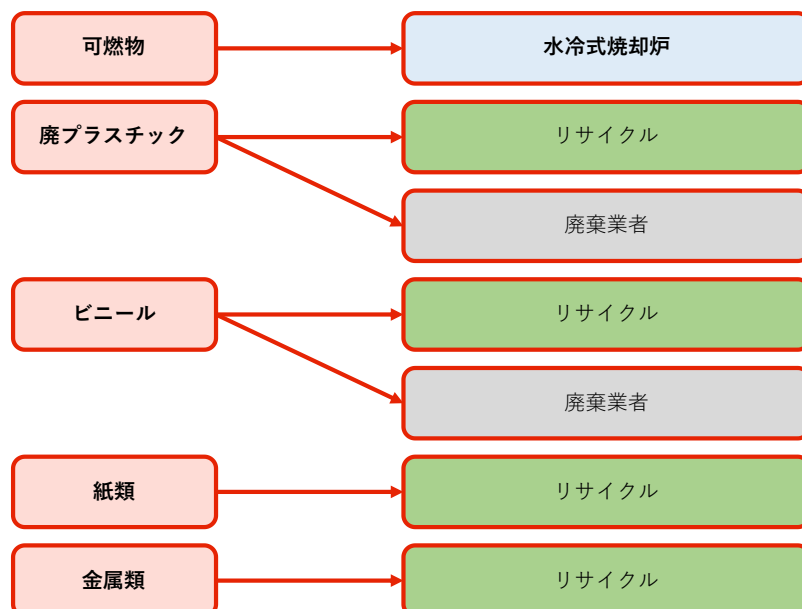 可燃物
水冷式焼却炉
廃プラスチック
リサイクル
廃棄業者
ビニール
リサイクル
廃棄業者
紙類
リサイクル
金属類
リサイクル